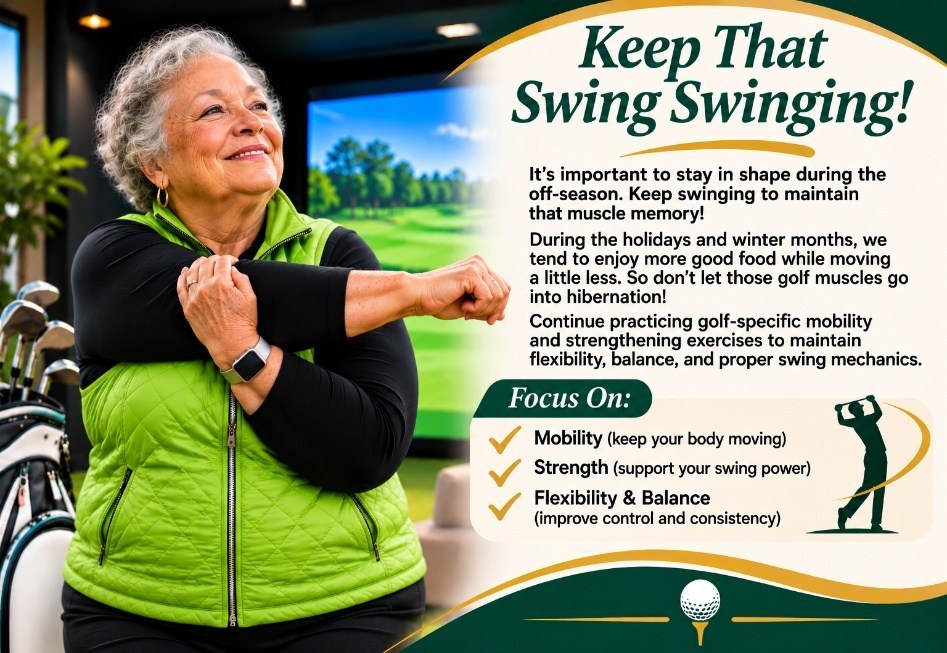 Keep That
Swing Swinging!
It's important to stay in shape during the
off-season. Keep swinging to maintain
that muscle memory!
During the holidays and winter months, we
tend to enjoy more good food while moving
a little less. So don't let those golf muscles go
into hibernation!
Continue practicing golf-specific mobility
and strengthening exercises to maintain
flexibility, balance, and proper swing mechanics.
Focus On:
Mobility (keep your body moving)
Strength (support your swing power)
Flexibility & Balance
(improve control and consistency)